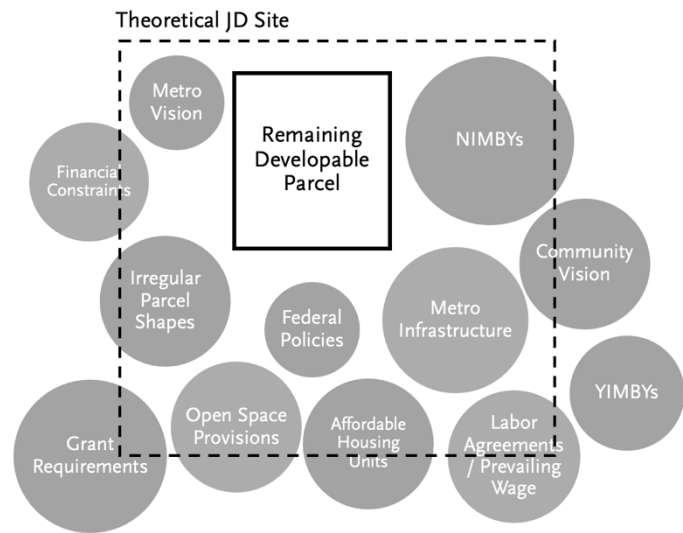 Theoretical JD Site
Metro
Vision
Remaining
Developable
Parcel
NIMBYs
Financial
Constraints
Community
Vision
Irregular
Parcel
Shapes
Federal
Policies
Metro
Infrastructure
YIMBYs
Grant
Requirements
Open Space
Provisions
Affordable
Housing
Units
Labor
Agreements
/ Prevailing
Wage